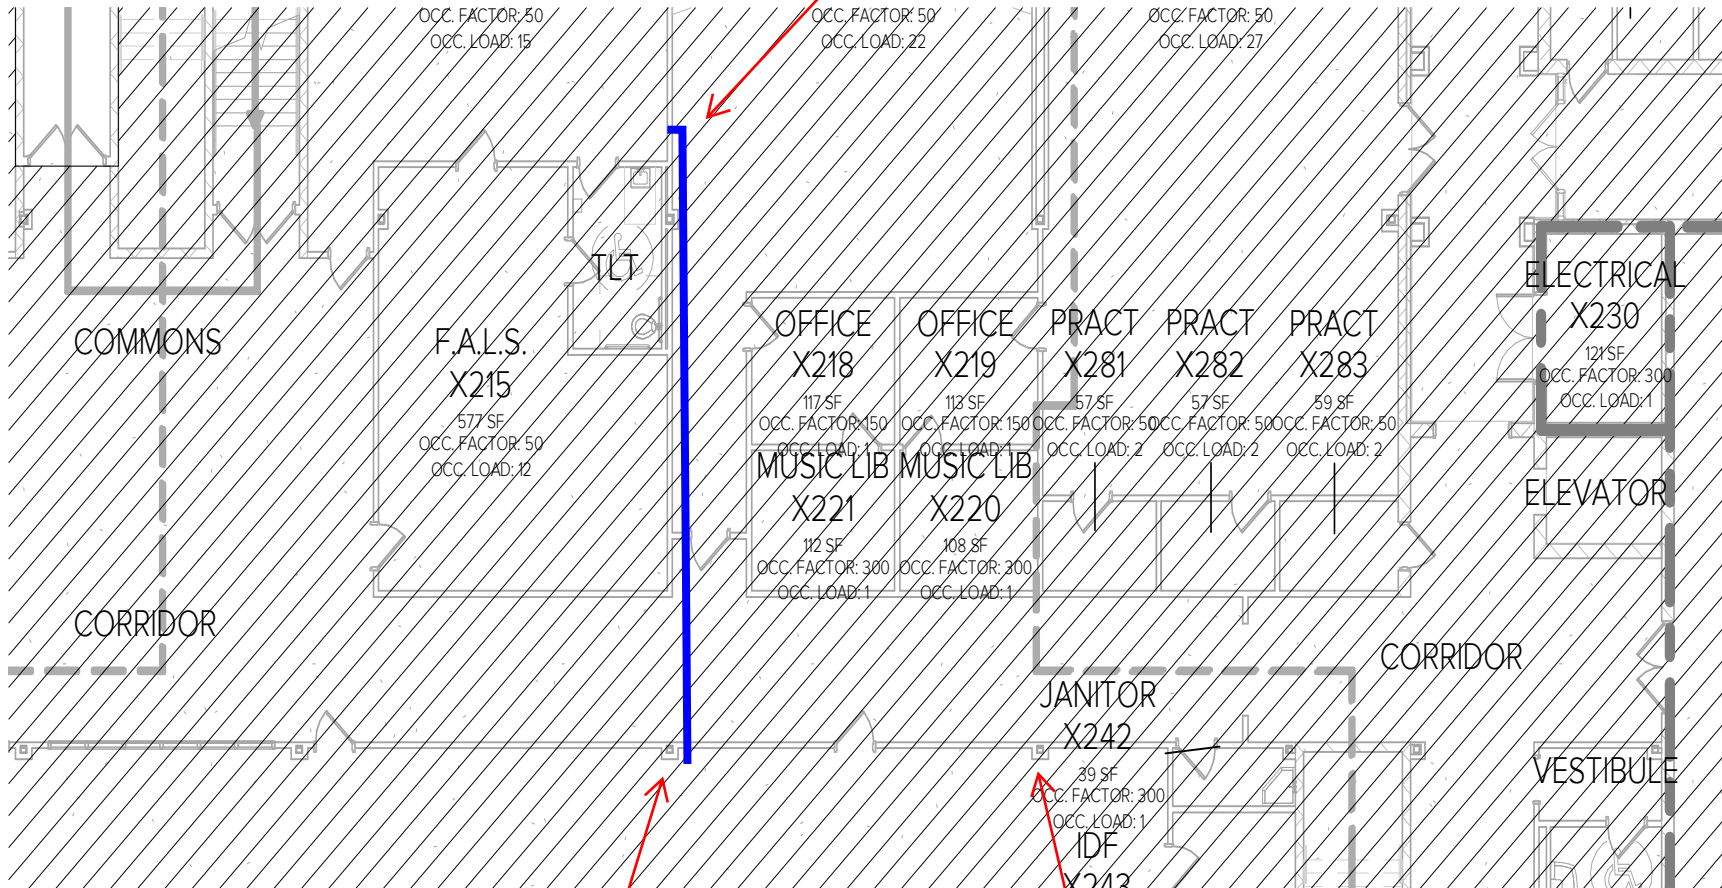 OCC. FACTOR: 50
OCC. LOAD: 15
OCC. FACTOR: 50
OCC. LOAD: 22
OCC. FACTOR: 50
OCC. LOAD: 27
TLT
COMMONS
F.A.L.S.
X215
577 SF
OCC. FACTOR: 50
OCC. LOAD: 12
OFFICE
X218
117 SF
OCC. FACTOR: 150
OCC. LOAD: 1
OFFICE
X219
113 SF
OCC. FACTOR: 150
OCC. LOAD: 1
PRACT
X281
57 SF
OCC. FACTOR: 50
OCC. LOAD: 2
PRACT
X282
57 SF
OCC. FACTOR: 50
OCC. LOAD: 2
PRACT
X283
59 SF
OCC. FACTOR: 50
OCC. LOAD: 2
ELECTRICAL
X230
121 SF
OCC. FACTOR: 300
OCC. LOAD: 1
MUSIC LIB
X221
112 SF
OCC. FACTOR: 300
OCC. LOAD: 1
MUSIC LIB
X220
108 SF
OCC. FACTOR: 300
OCC. LOAD: 1
ELEVATOR
CORRIDOR
CORRIDOR
JANITOR
X242
39 SF
OCC. FACTOR: 300
OCC. LOAD: 1
VESTIBULE
IDF
X243